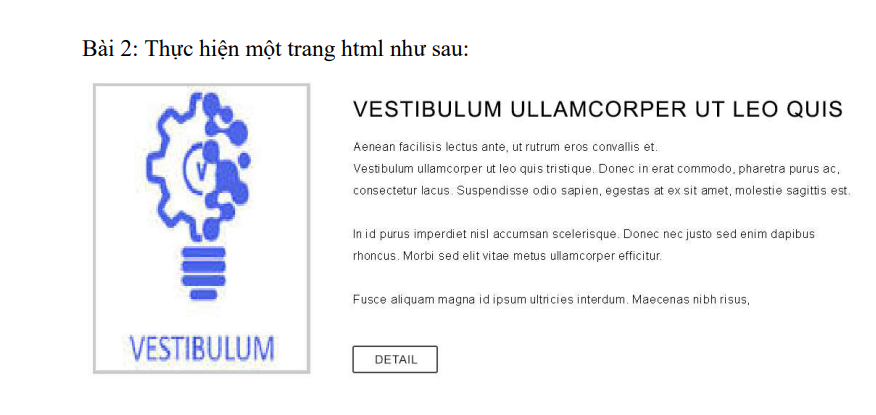 Bài 2: Thực hiện một trang html như sau:
V
VESTIBULUM
VESTIBULUM ULLAMCORPER UT LEO QUIS
Aenean facilisis lectus ante, ut rutrum eros convallis et.
Vestibulum ullamcorper ut leo quis tristique. Donec in erat commodo, pharetra purus ac,
consectetur lacus. Suspendisse odio sapien, egestas at ex sit amet, molestie sagittis est.
In id purus imperdiet nisl accumsan scelerisque. Donec nec justo sed enim dapibus
rhoncus. Morbi sed elit vitae metus ullamcorper efficitur.
Fusce aliquam magna id ipsum ultricies interdum. Maecenas nibh risus,
DETAIL